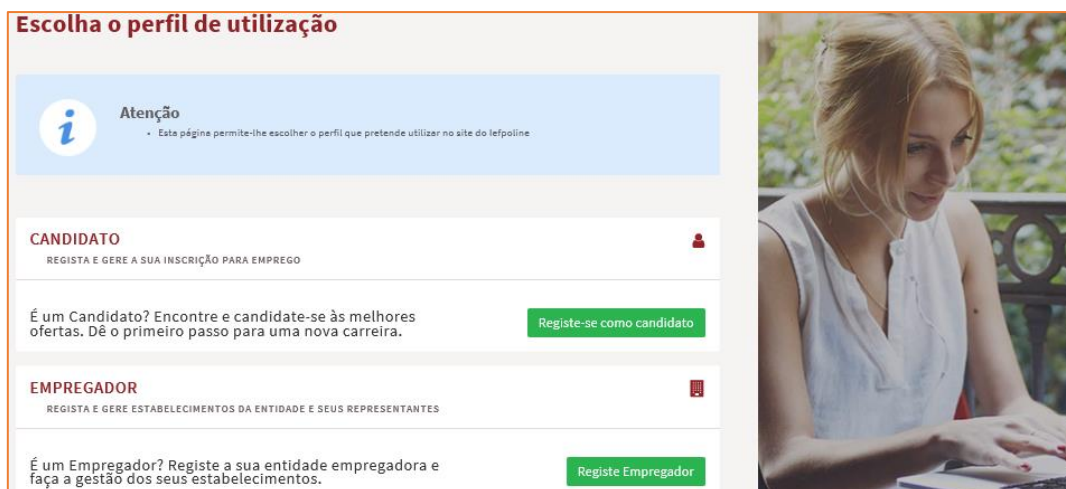 Escolha o perfil de utilização
Atenção
• Esta página permite-lhe escolher o perfil que pretende utilizar no site do Iefponline
CANDIDATO
REGISTA E GERE A SUA INSCRIÇÃO PARA EMPREGO
É um Candidato? Encontre e candidate-se às melhores
ofertas. Dê o primeiro passo para uma nova carreira.
Registe-se como candidato
EMPREGADOR
REGISTA E GERE ESTABELECIMENTOS DA ENTIDADE E SEUS REPRESENTANTES
É um Empregador? Registe a sua entidade empregadora e
faça a gestão dos seus estabelecimentos.
Registe Empregador